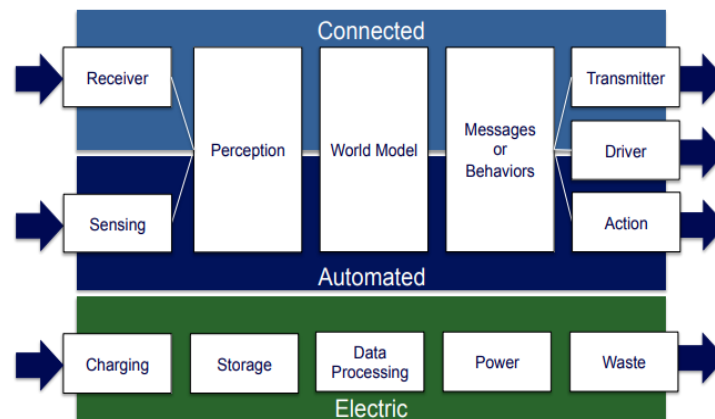 Connected
Receiver
Transmitter
Perception
World Model
Messages
or
Behaviors
Driver
Sensing
Action
Automated
Charging
Storage
Data
Processing
Power
Waste
Electric